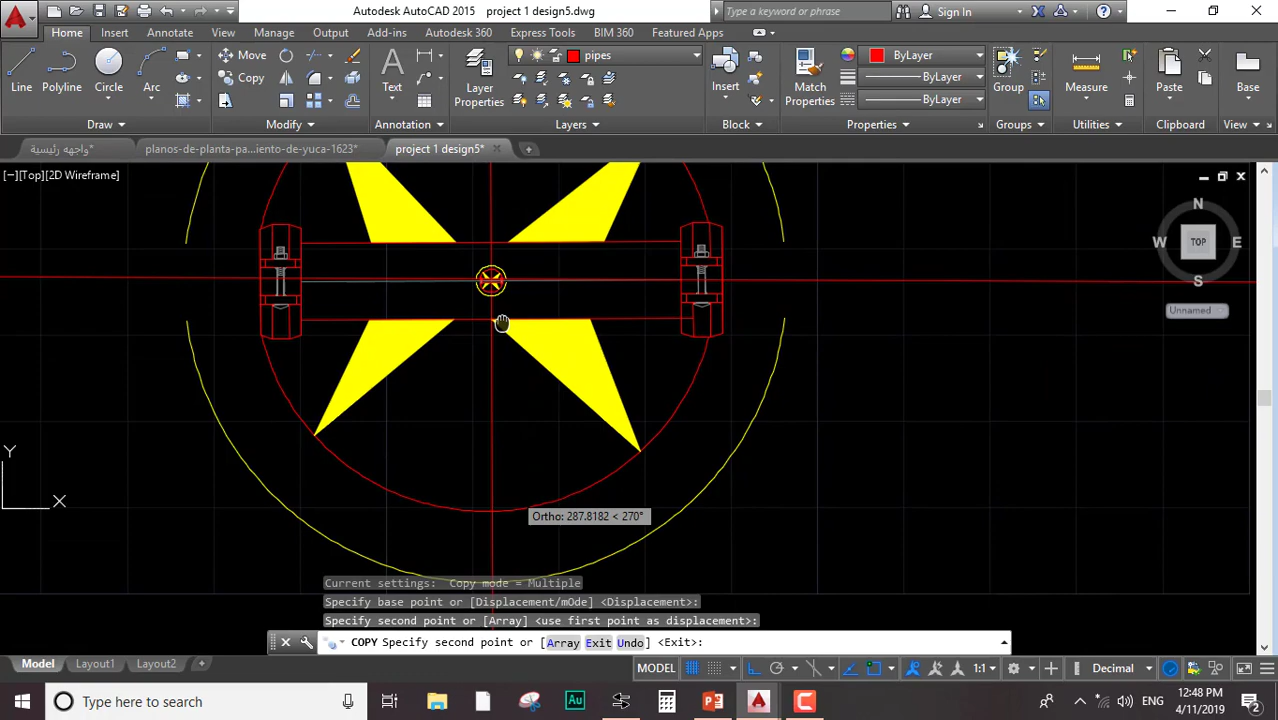 Autodesk AutoCAD 2015 project 1 design5.dwg
Type a keyword or phrase
Sign In
Home Insert Annotate View Manage Output Add-ins Autodesk 360 Express Tools BIM 360 Featured Apps
Line
Polyline
Circle
Arc
Move
Copy
Text
Layer
Properties
pipes
Insert
Match
Properties
ByLayer
ByLayer
ByLayer
Group
Measure
Paste
Base
Draw
Modify
Annotation
Layers
Block
Properties
Groups
Utilities
Clipboard
View
واجهه رئيسية*
planos-de-planta-pa...iento-de-yuca-1623*
project 1 design5*
[−][Top][2D Wireframe]
N
W TOP E
S
Unnamed
Y
X
Ortho: 287.8182 < 270°
Current settings: Copy mode = Multiple
Specify base point or [Displacement/mOde] <Displacement>:
Specify second point or [Array] <use first point as displacement>:
COPY Specify second point or [Array Exit Undo] <Exit>:
Model Layout1 Layout2
MODEL
1:1
Decimal
Type here to search
Au
ENG
12:48 PM
4/11/2019
2